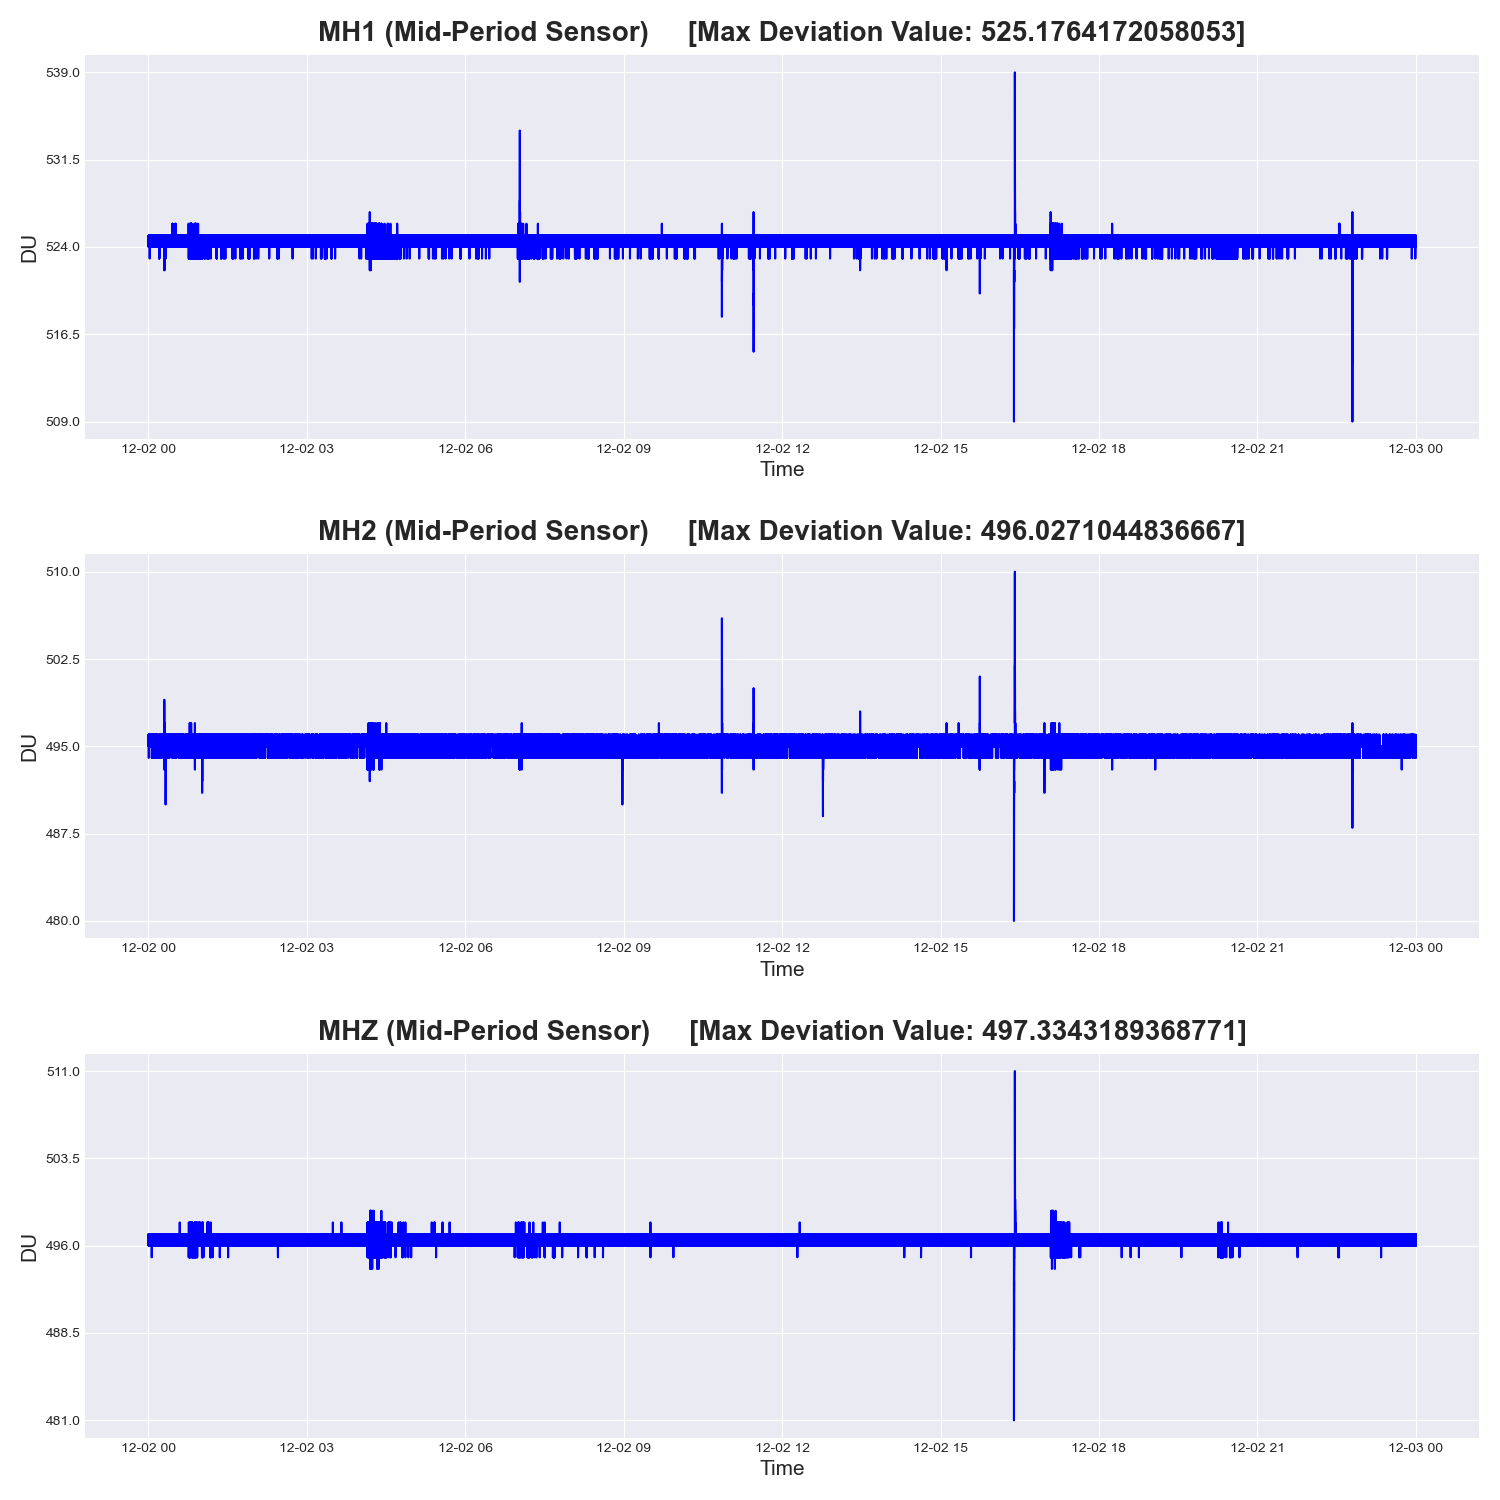 MH1 (Mid-Period Sensor) [Max Deviation Value: 525.1764172058053]
539.0
531.5
524.0
516.5
509.0
DU
12-02 00 12-02 03 12-02 06 12-02 09 12-02 12 12-02 15 12-02 18 12-02 21 12-03 00
Time
MH2 (Mid-Period Sensor) [Max Deviation Value: 496.0271044836667]
510.0
502.5
495.0
487.5
480.0
DU
12-02 00 12-02 03 12-02 06 12-02 09 12-02 12 12-02 15 12-02 18 12-02 21 12-03 00
Time
MHZ (Mid-Period Sensor) [Max Deviation Value: 497.3343189368771]
511.0
503.5
496.0
488.5
481.0
DU
12-02 00 12-02 03 12-02 06 12-02 09 12-02 12 12-02 15 12-02 18 12-02 21 12-03 00
Time